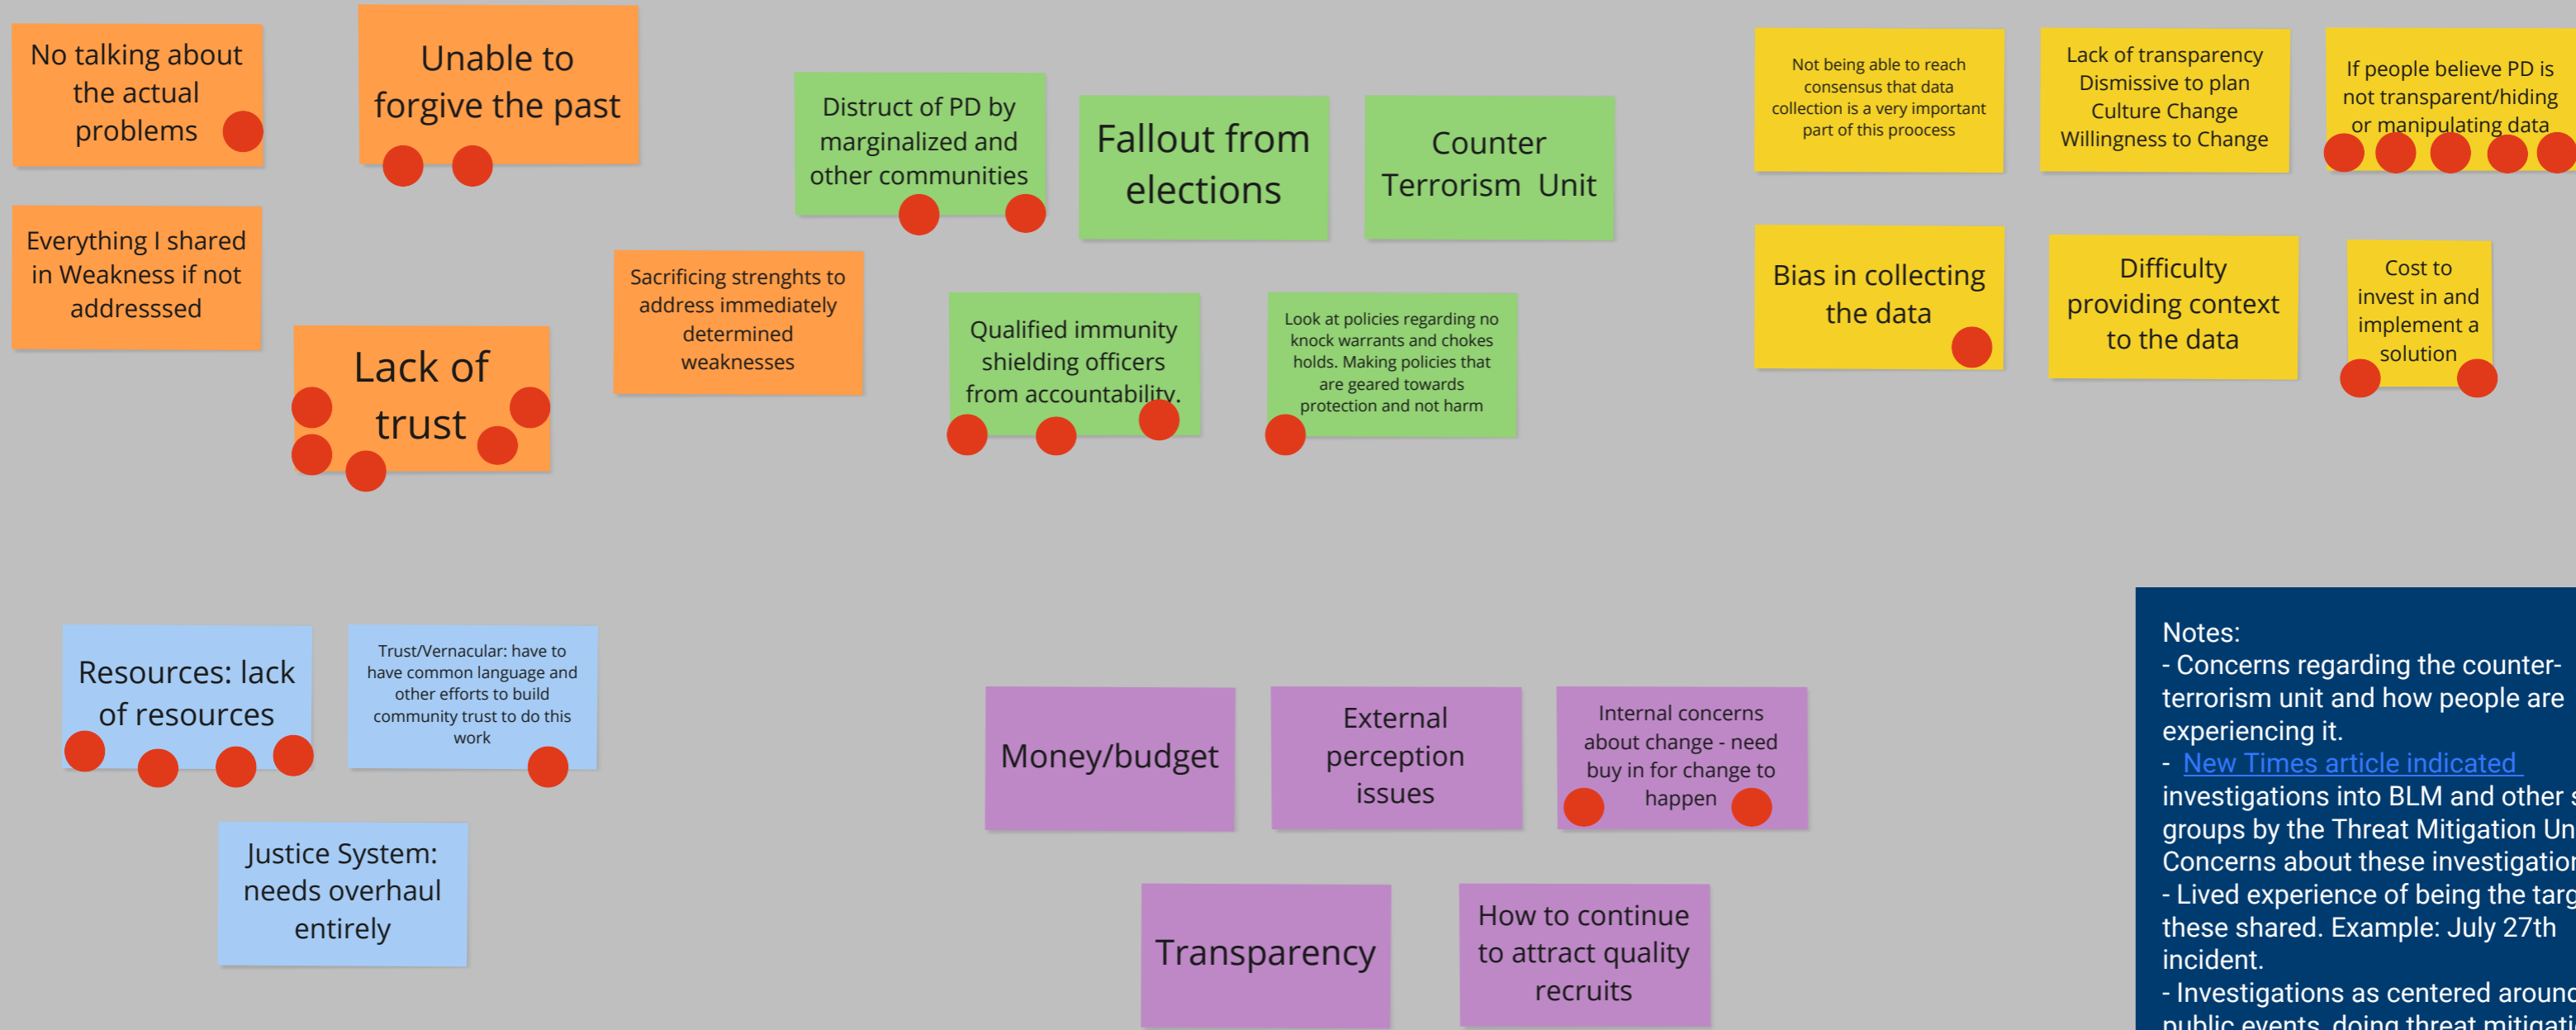 No talking about
the actual
problems
Unable to
forgive the past
Everything I shared
in Weakness if not
addresssed
Lack of
trust
Sacrificing strenghts to
address immediately
determined
weaknesses
Distruct of PD by
marginalized and
other communities
Fallout from
elections
Counter
Terrorism Unit
Qualified immunity
shielding officers
from accountability.
Look at policies regarding no
knock warrants and chokes
holds. Making policies that
are geared towards
protection and not harm
Not being able to reach
consensus that data
collection is a very important
part of this proocess
Lack of transparency
Dismissive to plan
Culture Change
Willingness to Change
If people believe PD is
not transparent/hiding
or manipulating data
Bias in collecting
the data
Difficulty
providing context
to the data
Cost to
invest in and
implement a
solution
Resources: lack
of resources
Trust/Vernacular: have to
have common language and
other efforts to build
community trust to do this
work
Justice System:
needs overhaul
entirely
Money/budget
External
perception
issues
Internal concerns
about change - need
buy in for change to
happen
Transparency
How to continue
to attract quality
recruits
Notes:
- Concerns regarding the counter-
terrorism unit and how people are
experiencing it.
- New Times article indicated
investigations into BLM and other
groups by the Threat Mitigation
Concerns about these
- Lived experience of being the
these shared. Example: July 27th
incident.
- Investigations as centered
public events, doing threat